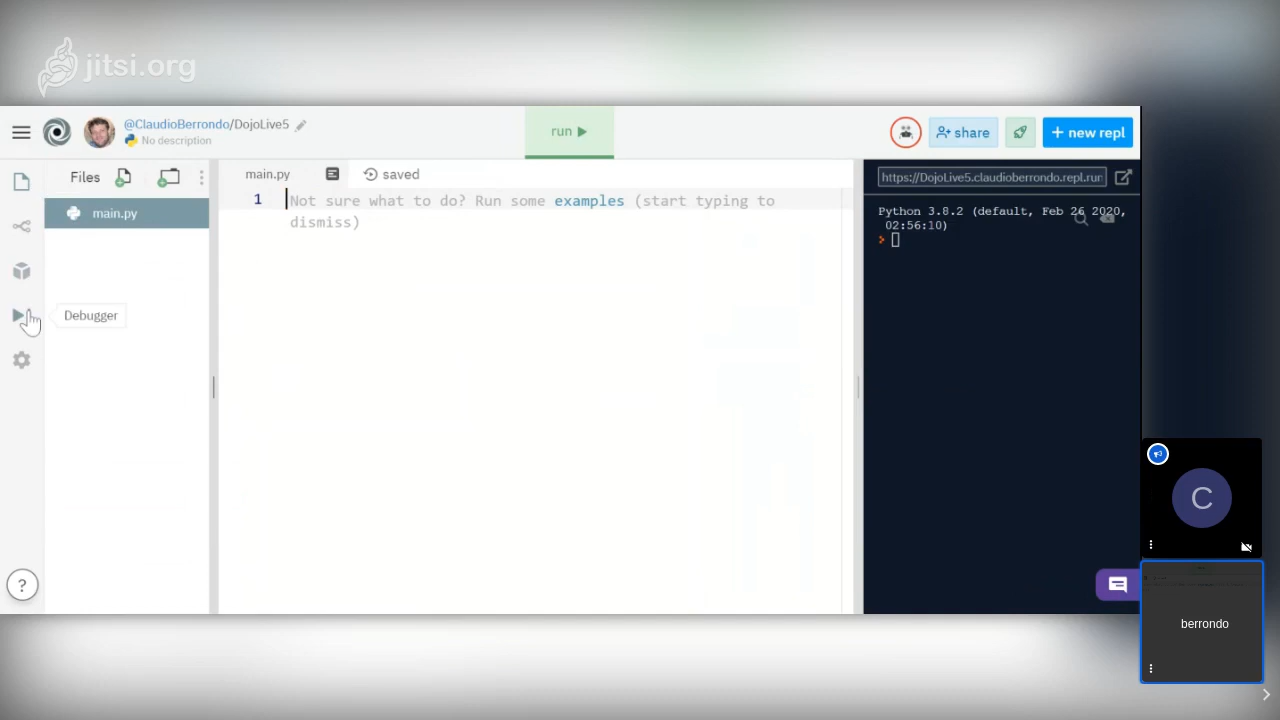 jitsi.org
@ClaudioBerrondo/DojoLive5
No description
run
share
+ new repl
Files
main.py
saved
https://DojoLive5.claudioberrondo.repl.run
main.py
1
Not sure what to do? Run some examples (start typing to
dismiss)
Python 3.8.2 (default, Feb 26 2020,
02:56:10)
Debugger
?
C
berrondo